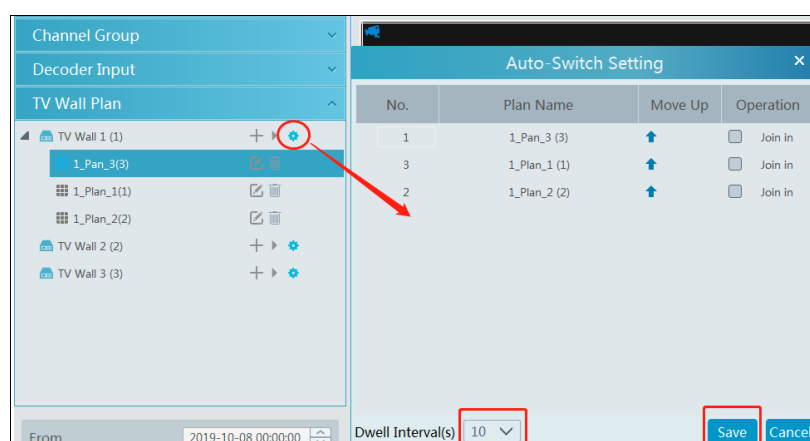 Channel Group
Decoder Input
TV Wall Plan
TV Wall 1 (1)
1_Pan_3(3)
1_Plan_1(1)
1_Plan_2(2)
TV Wall 2 (2)
TV Wall 3 (3)
From 2019-10-08 00:00:00
Auto-Switch Setting
No. Plan Name Move Up Operation
1 1_Pan_3 (3) Join in
3 1_Plan_1 (1) Join in
2 1_Plan_2 (2) Join in
Dwell Interval(s) 10 Save Cancel